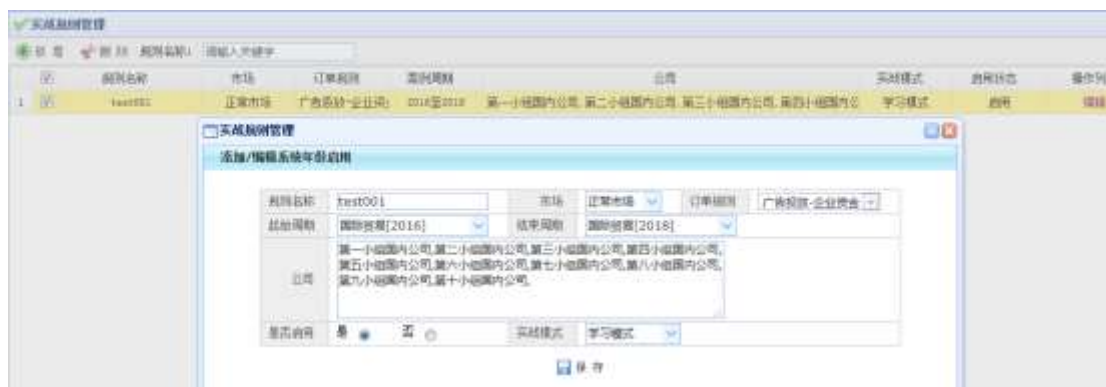 实战规则管理
新 增 删 除 规则名称: 请输入关键字
规则名称 市场 订单规则 案例周期 公司 实战模式 启用状态 操作列
1 test001 正常市场 广告投放-企业资 2016至2018 第一小组国内公司,第二小组国内公司,第三小组国内公司,第四小组国内公 学习模式 启用 编辑
实战规则管理
添加/编辑系统年份启用
规则名称 test001 市场 正常市场 订单规则 广告投放-企业资合
起始周期 国际贸易[2016] 结束周期 国际贸易[2018]
公司 第一小组国内公司,第二小组国内公司,第三小组国内公司,第四小组国内公司,
第五小组国内公司,第六小组国内公司,第七小组国内公司,第八小组国内公司,
第九小组国内公司,第十小组国内公司,
是否启用 是 否 实战模式 学习模式
保 存